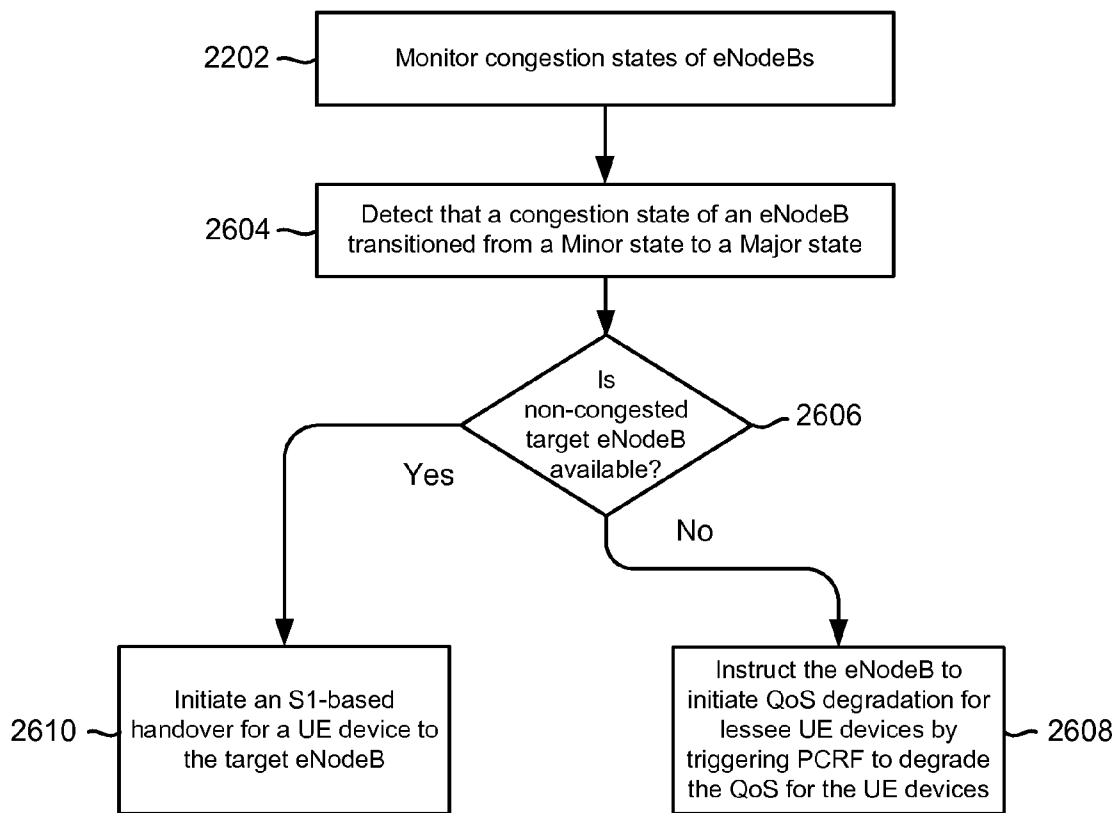 2202
Monitor congestion states of eNodeBs
2604
Detect that a congestion state of an eNodeB
transitioned from a Minor state to a Major state
Is
non-congested
target eNodeB
available?
2606
Yes
No
2610
Initiate an S1-based
handover for a UE device to
the target eNodeB
Instruct the eNodeB to
initiate QoS degradation for
lessee UE devices by
triggering PCRF to degrade
the QoS for the UE devices
2608